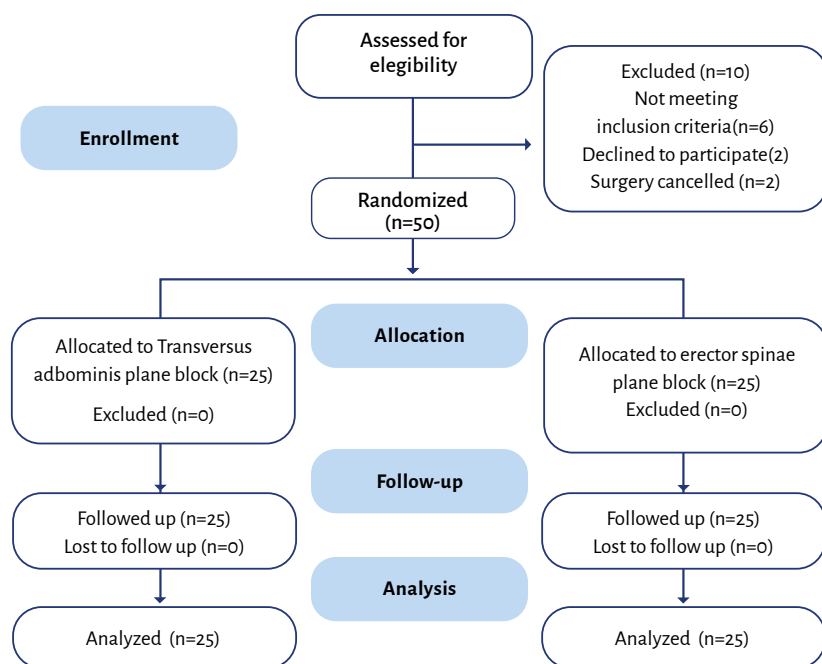 Assessed for
elegibility
Excluded (n=10)
Not meeting
inclusion criteria(n=6)
Declined to participate(2)
Surgery cancelled (n=2)
Enrollment
Randomized
(n=50)
Allocation
Allocated to Transversus
adbominis plane block (n=25)
Excluded (n=0)
Allocated to erector spinae
plane block (n=25)
Excluded (n=0)
Follow-up
Followed up (n=25)
Lost to follow up (n=0)
Followed up (n=25)
Lost to follow up (n=0)
Analysis
Analyzed (n=25)
Analyzed (n=25)